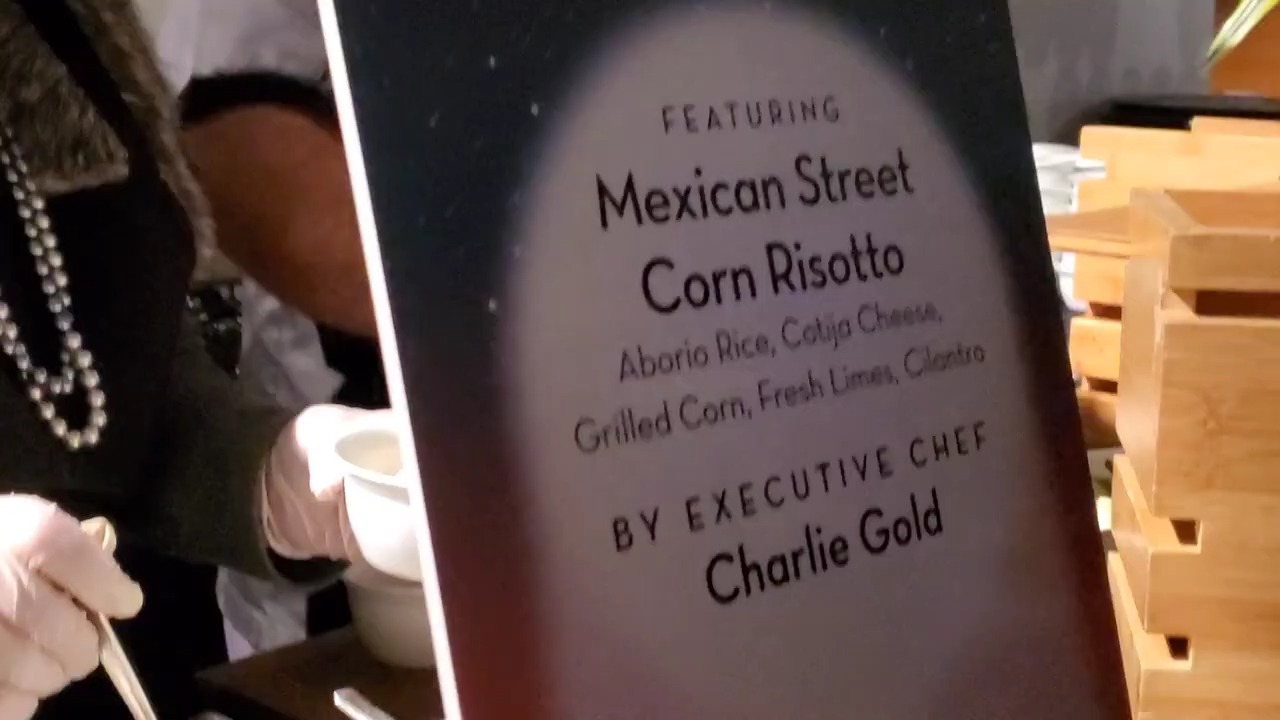 FEATURING
Mexican Street
Corn Risotto
Aborio Rice, Cotija Cheese,
Grilled Corn, Fresh Limes, Cilantro
BY EXECUTIVE CHEF
Charlie Gold